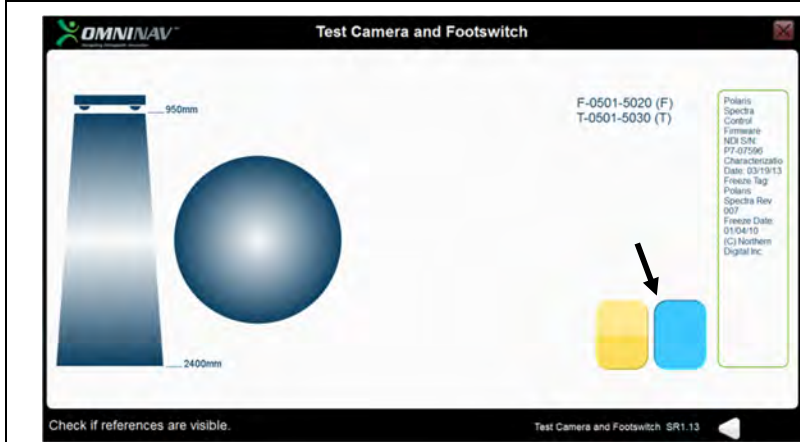 OMNINAV™
Test Camera and Footswitch
950mm
2400mm
F-0501-5020 (F)
T-0501-5030 (T)
Polaris
Spectra
Control
Firmware
NDI S/N:
P7-07596
Characterizatio
Date: 03/19/13
Freeze Tag:
Polaris
Spectra Rev
007
Freeze Date:
01/04/10
(C) Northern
Digital Inc.
Check if references are visible.
Test Camera and Footswitch SR1.13